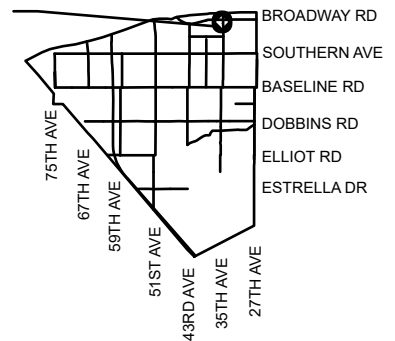 BROADWAY RD
SOUTHERN AVE
BASELINE RD
DOBBINS RD
ELLIOT RD
ESTRELLA DR
75TH AVE
67TH AVE
59TH AVE
51ST AVE
43RD AVE
35TH AVE
27TH AVE